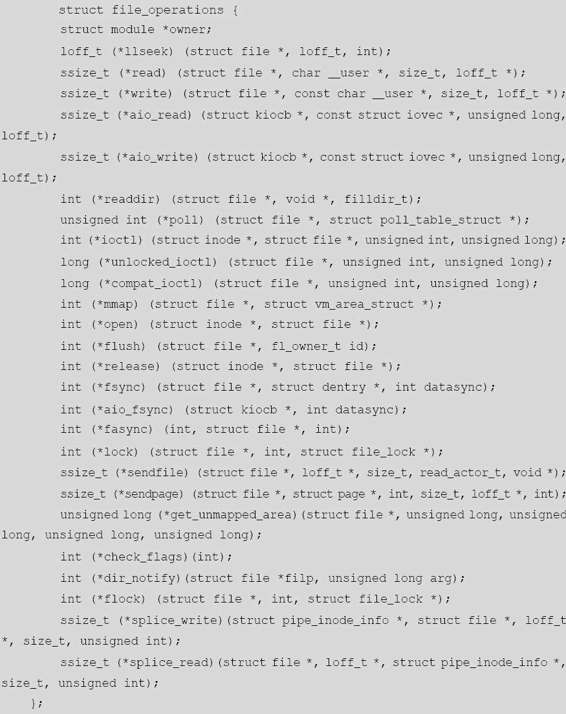 struct file_operations {
struct module *owner;
loff_t (*llseek) (struct file *, loff_t, int);
ssize_t (*read) (struct file *, char __user *, size_t, loff_t *);
ssize_t (*write) (struct file *, const char __user *, size_t, loff_t *);
ssize_t (*aio_read) (struct kiocb *, const struct iovec *, unsigned long,
loff_t);
ssize_t (*aio_write) (struct kiocb *, const struct iovec *, unsigned long,
loff_t);
int (*readdir) (struct file *, void *, filldir_t);
unsigned int (*poll) (struct file *, struct poll_table_struct *);
int (*ioctl) (struct inode *, struct file *, unsigned int, unsigned long);
long (*unlocked_ioctl) (struct file *, unsigned int, unsigned long);
long (*compat_ioctl) (struct file *, unsigned int, unsigned long);
int (*mmap) (struct file *, struct vm_area_struct *);
int (*open) (struct inode *, struct file *);
int (*flush) (struct file *, fl_owner_t id);
int (*release) (struct inode *, struct file *);
int (*fsync) (struct file *, struct dentry *, int datasync);
int (*aio_fsync) (struct kiocb *, int datasync);
int (*fasync) (int, struct file *, int);
int (*lock) (struct file *, int, struct file_lock *);
ssize_t (*sendfile) (struct file *, loff_t *, size_t, read_actor_t, void *);
ssize_t (*sendpage) (struct file *, struct page *, int, size_t, loff_t *, int);
unsigned long (*get_unmapped_area)(struct file *, unsigned long, unsigned
long, unsigned long, unsigned long);
int (*check_flags)(int);
int (*dir_notify)(struct file *filp, unsigned long arg);
int (*flock) (struct file *, int, struct file_lock *);
ssize_t (*splice_write)(struct pipe_inode_info *, struct file *, loff_t
*, size_t, unsigned int);
ssize_t (*splice_read)(struct file *, loff_t *, struct pipe_inode_info *,
size_t, unsigned int);
};